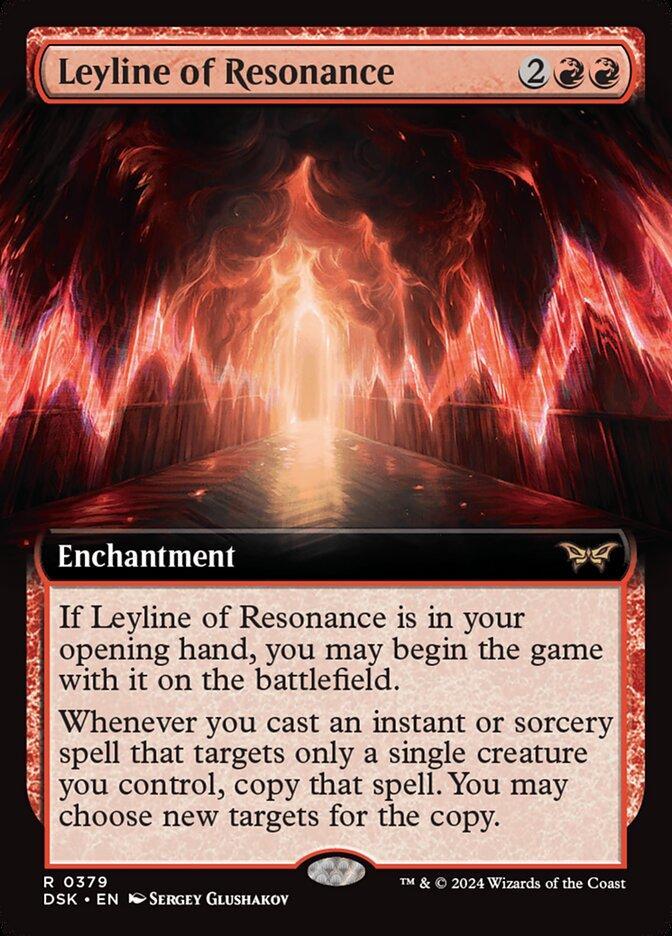 Leyline of Resonance 2
Enchantment
If Leyline of Resonance is in your
opening hand, you may begin the game
with it on the battlefield.
Whenever you cast an instant or sorcery
spell that targets only a single creature
you control, copy that spell. You may
choose new targets for the copy.
R 0379
™ & © 2024 Wizards of the Coast
DSK • EN Sergey Glushakov